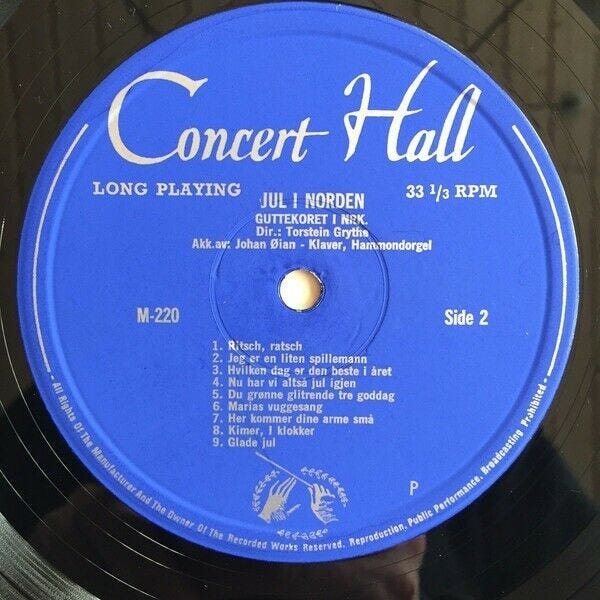 Concert Hall
LONG PLAYING
33 1/3 RPM
JUL I NORDEN
GUTTEKORET I NRK.
Dir.: Torstein Grythe
Akk.av: Johan Øian - Klaver, Hammondorgel
M-220
Side 2
1. Ritsch, ratsch
2. Jeg er en liten spillemann
3. Hvilken dag er den beste i året
4. Nu har vi altså jul igjen
5. Du grønne glitrende tre goddag
6. Marias vuggesang
7. Her kommer dine arme små
8. Kimer, I klokker
9. Glade jul
P
- All Rights Of The Manufacturer And The Owner Of The Recorded Works Reserved. Reproduction, Public Performance, Broadcasting Prohibited -